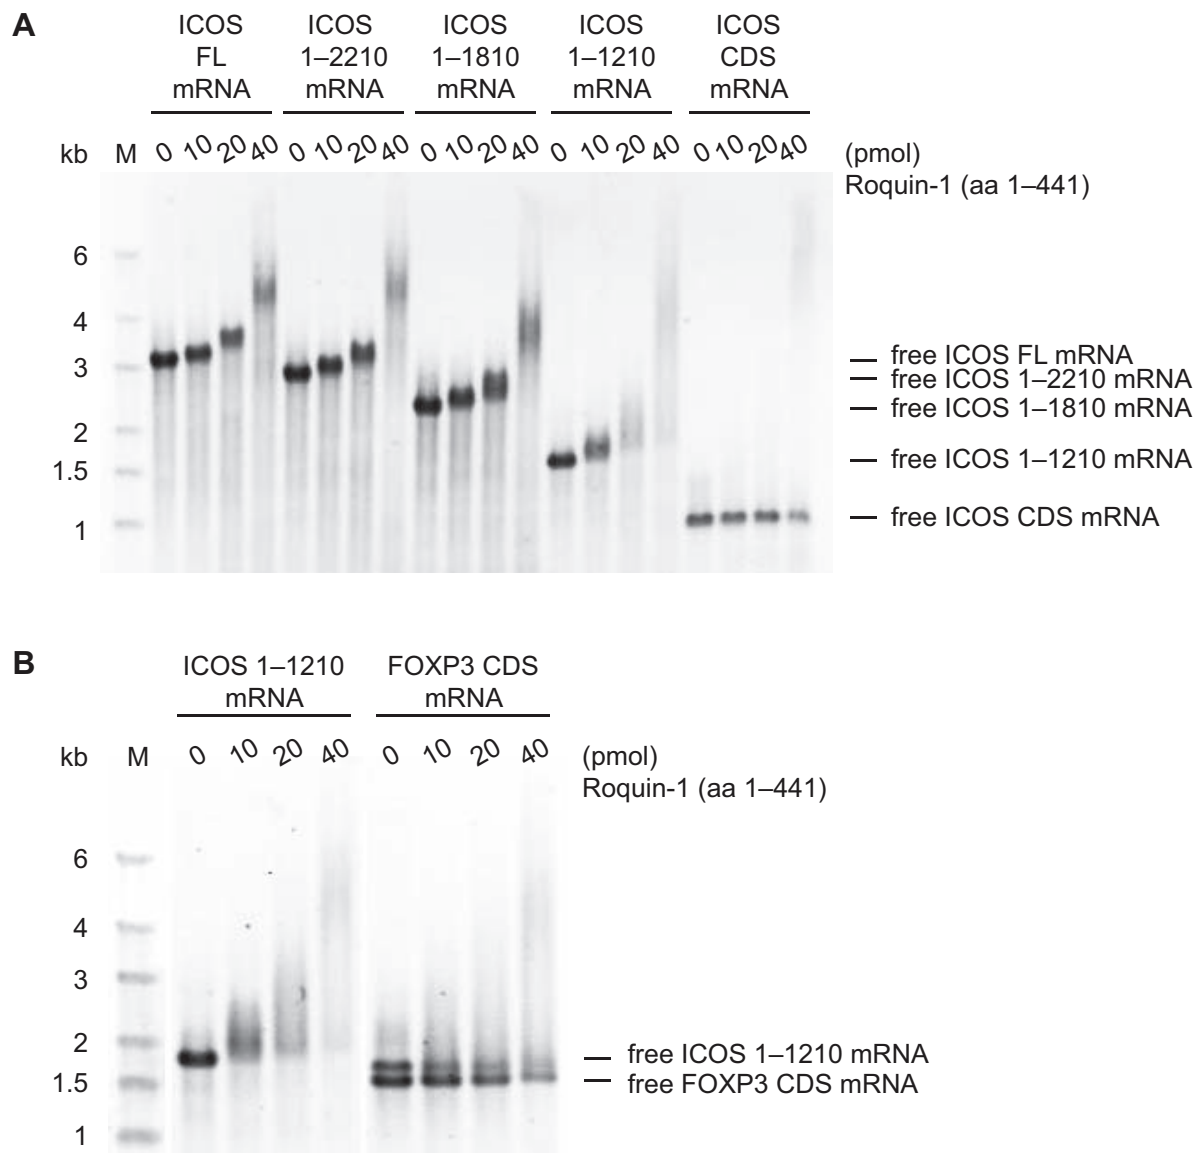 A
ICOS FL mRNA
ICOS 1–2210 mRNA
ICOS 1–1810 mRNA
ICOS 1–1210 mRNA
ICOS CDS mRNA
kb M 0 10 20 40 0 10 20 40 0 10 20 40 0 10 20 40 0 10 20 40 (pmol)
Roquin-1 (aa 1–441)
6
4
3
2
1.5
1
free ICOS FL mRNA
free ICOS 1–2210 mRNA
free ICOS 1–1810 mRNA
free ICOS 1–1210 mRNA
free ICOS CDS mRNA
B
ICOS 1–1210 mRNA
FOXP3 CDS mRNA
kb M 0 10 20 40 0 10 20 40 (pmol)
Roquin-1 (aa 1–441)
6
4
3
2
1.5
1
free ICOS 1–1210 mRNA
free FOXP3 CDS mRNA